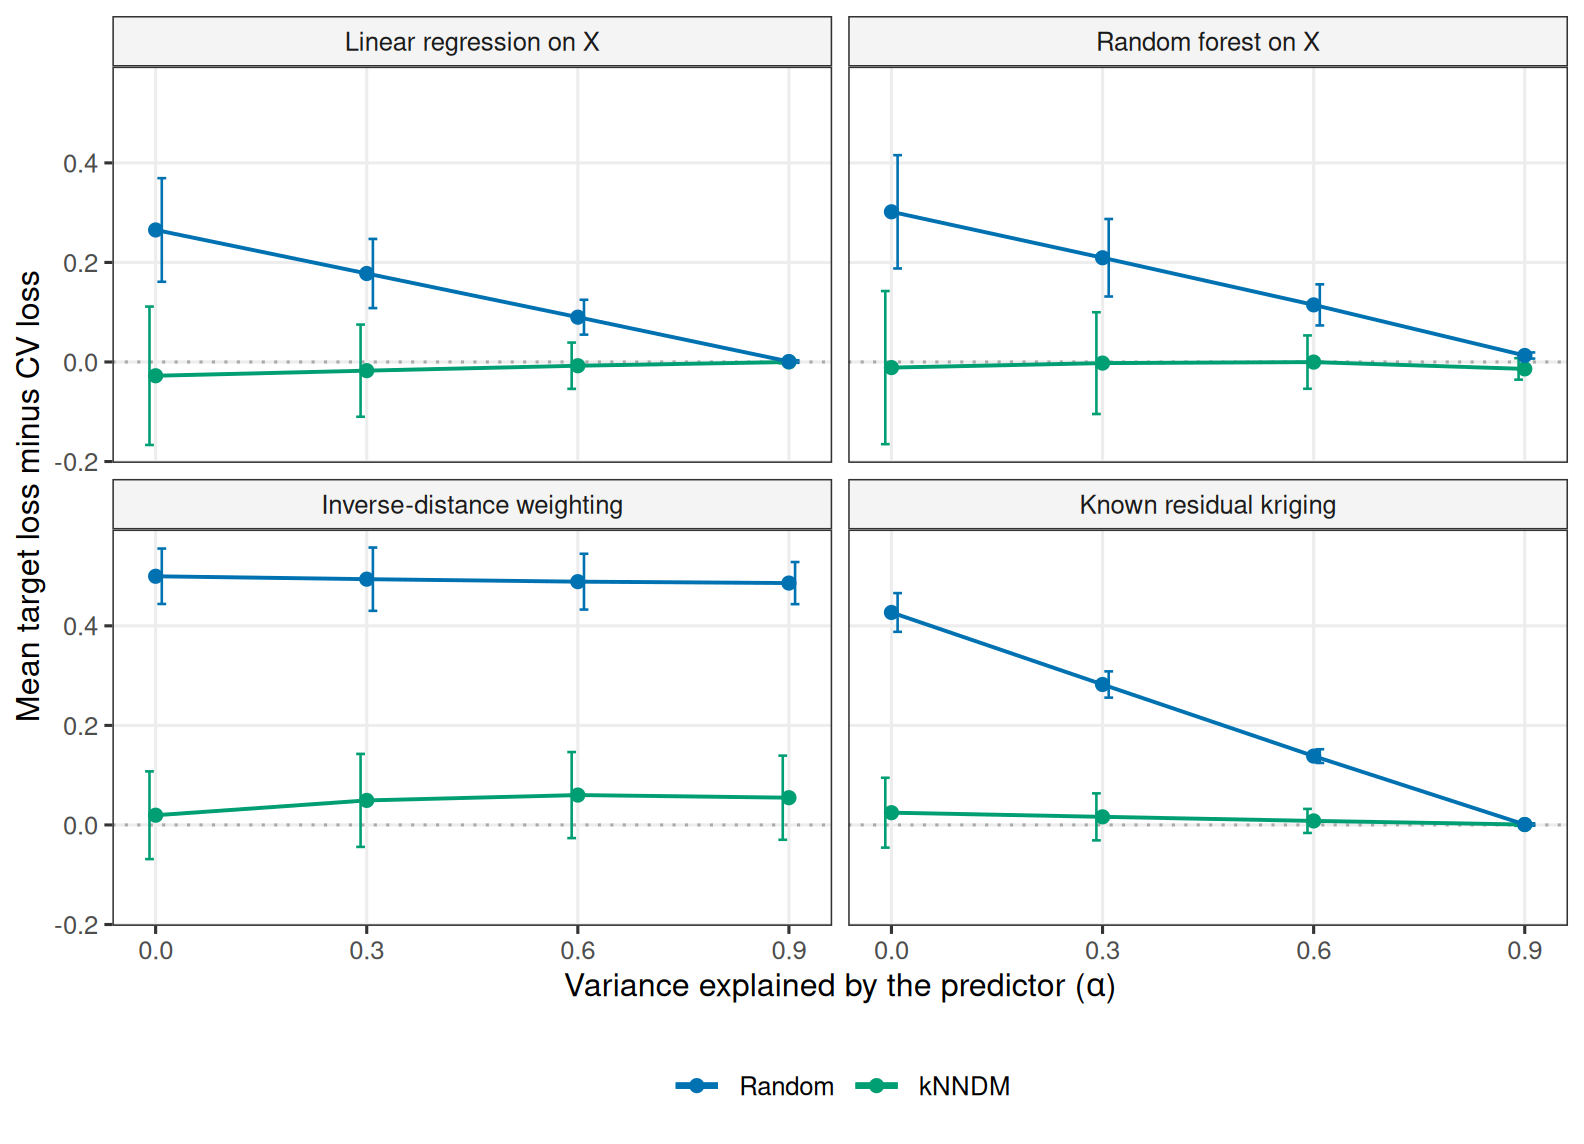 Linear regression on X
Random forest on X
0.4
0.2
0.0
-0.2
Inverse-distance weighting
Known residual kriging
0.4
0.2
0.0
-0.2
Mean target loss minus CV loss
0.0 0.3 0.6 0.9
0.0 0.3 0.6 0.9
Variance explained by the predictor (α)
Random
kNNDM